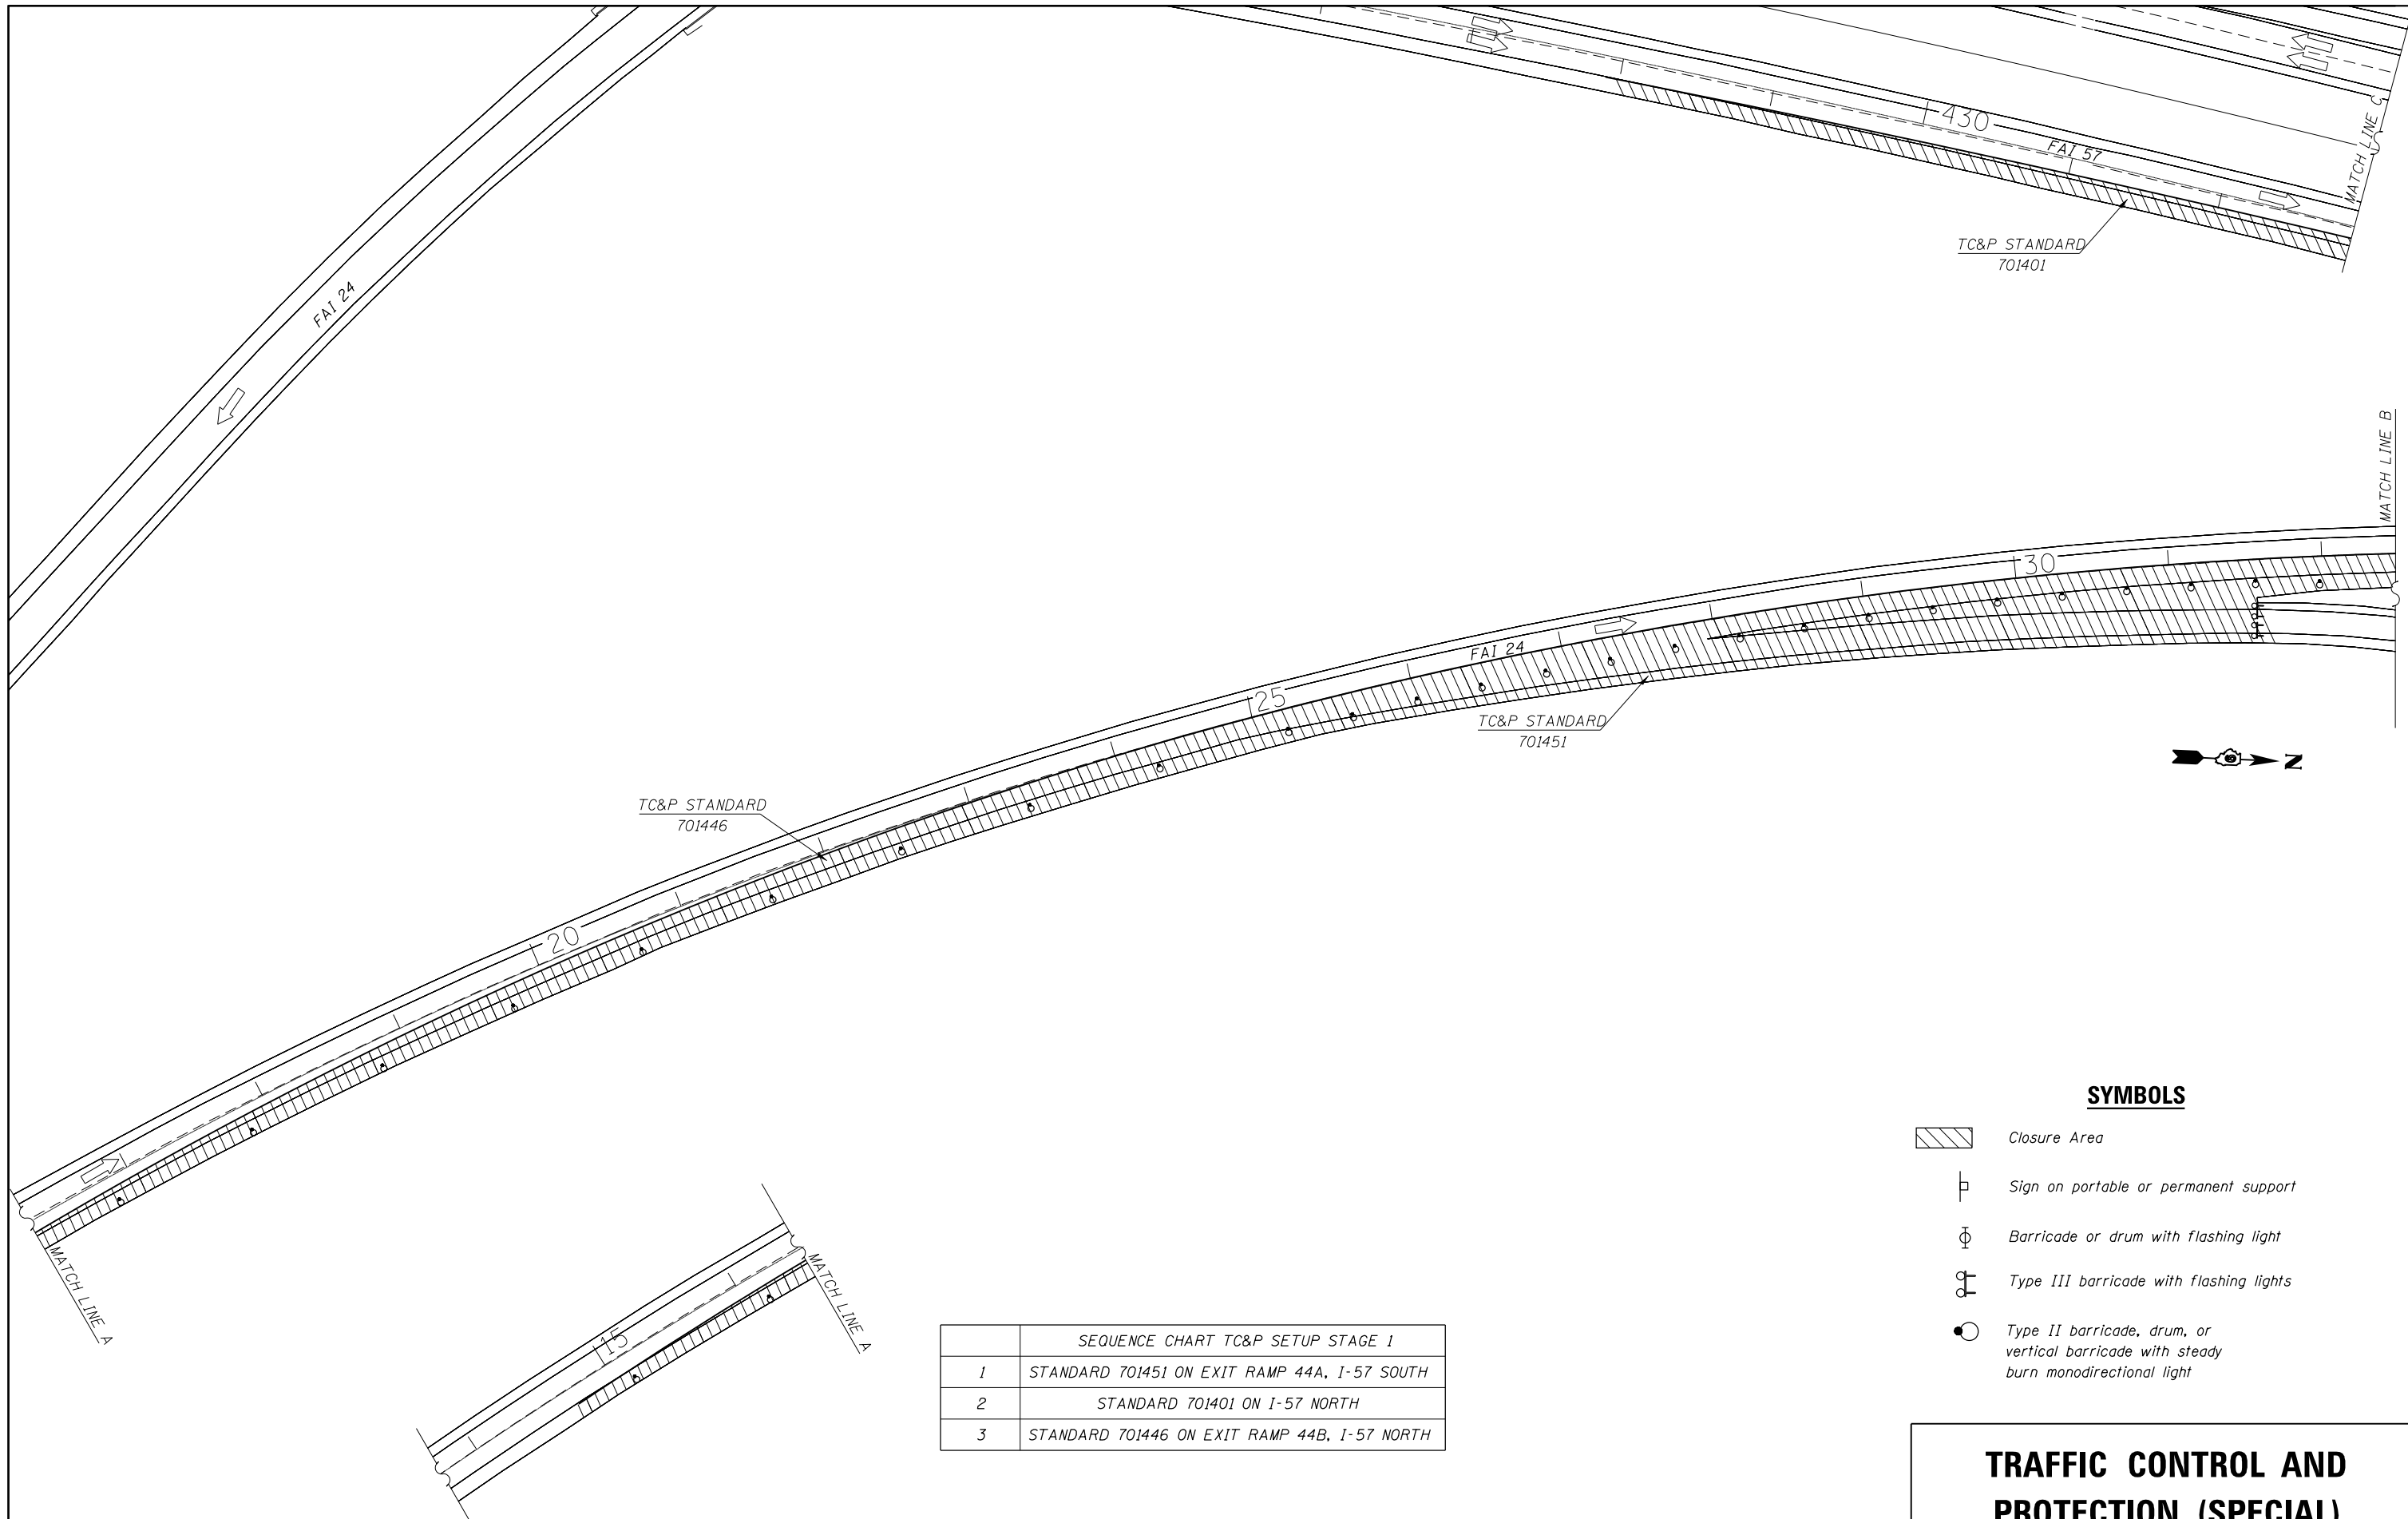 430
FAI 57
MATCH LINE C
TC&P STANDARD
701401
FAI 24
MATCH LINE B
30
FAI 24
25
TC&P STANDARD
701451
N
TC&P STANDARD
701446
20
MATCH LINE A
15
MATCH LINE A
SEQUENCE CHART TC&P SETUP STAGE 1
1 STANDARD 701451 ON EXIT RAMP 44A, I-57 SOUTH
2 STANDARD 701401 ON I-57 NORTH
3 STANDARD 701446 ON EXIT RAMP 44B, I-57 NORTH
SYMBOLS
Closure Area
Sign on portable or permanent support
Barricade or drum with flashing light
Type III barricade with flashing lights
Type II barricade, drum, or
vertical barricade with steady
burn monodirectional light
TRAFFIC CONTROL AND
PROTECTION (SPECIAL)